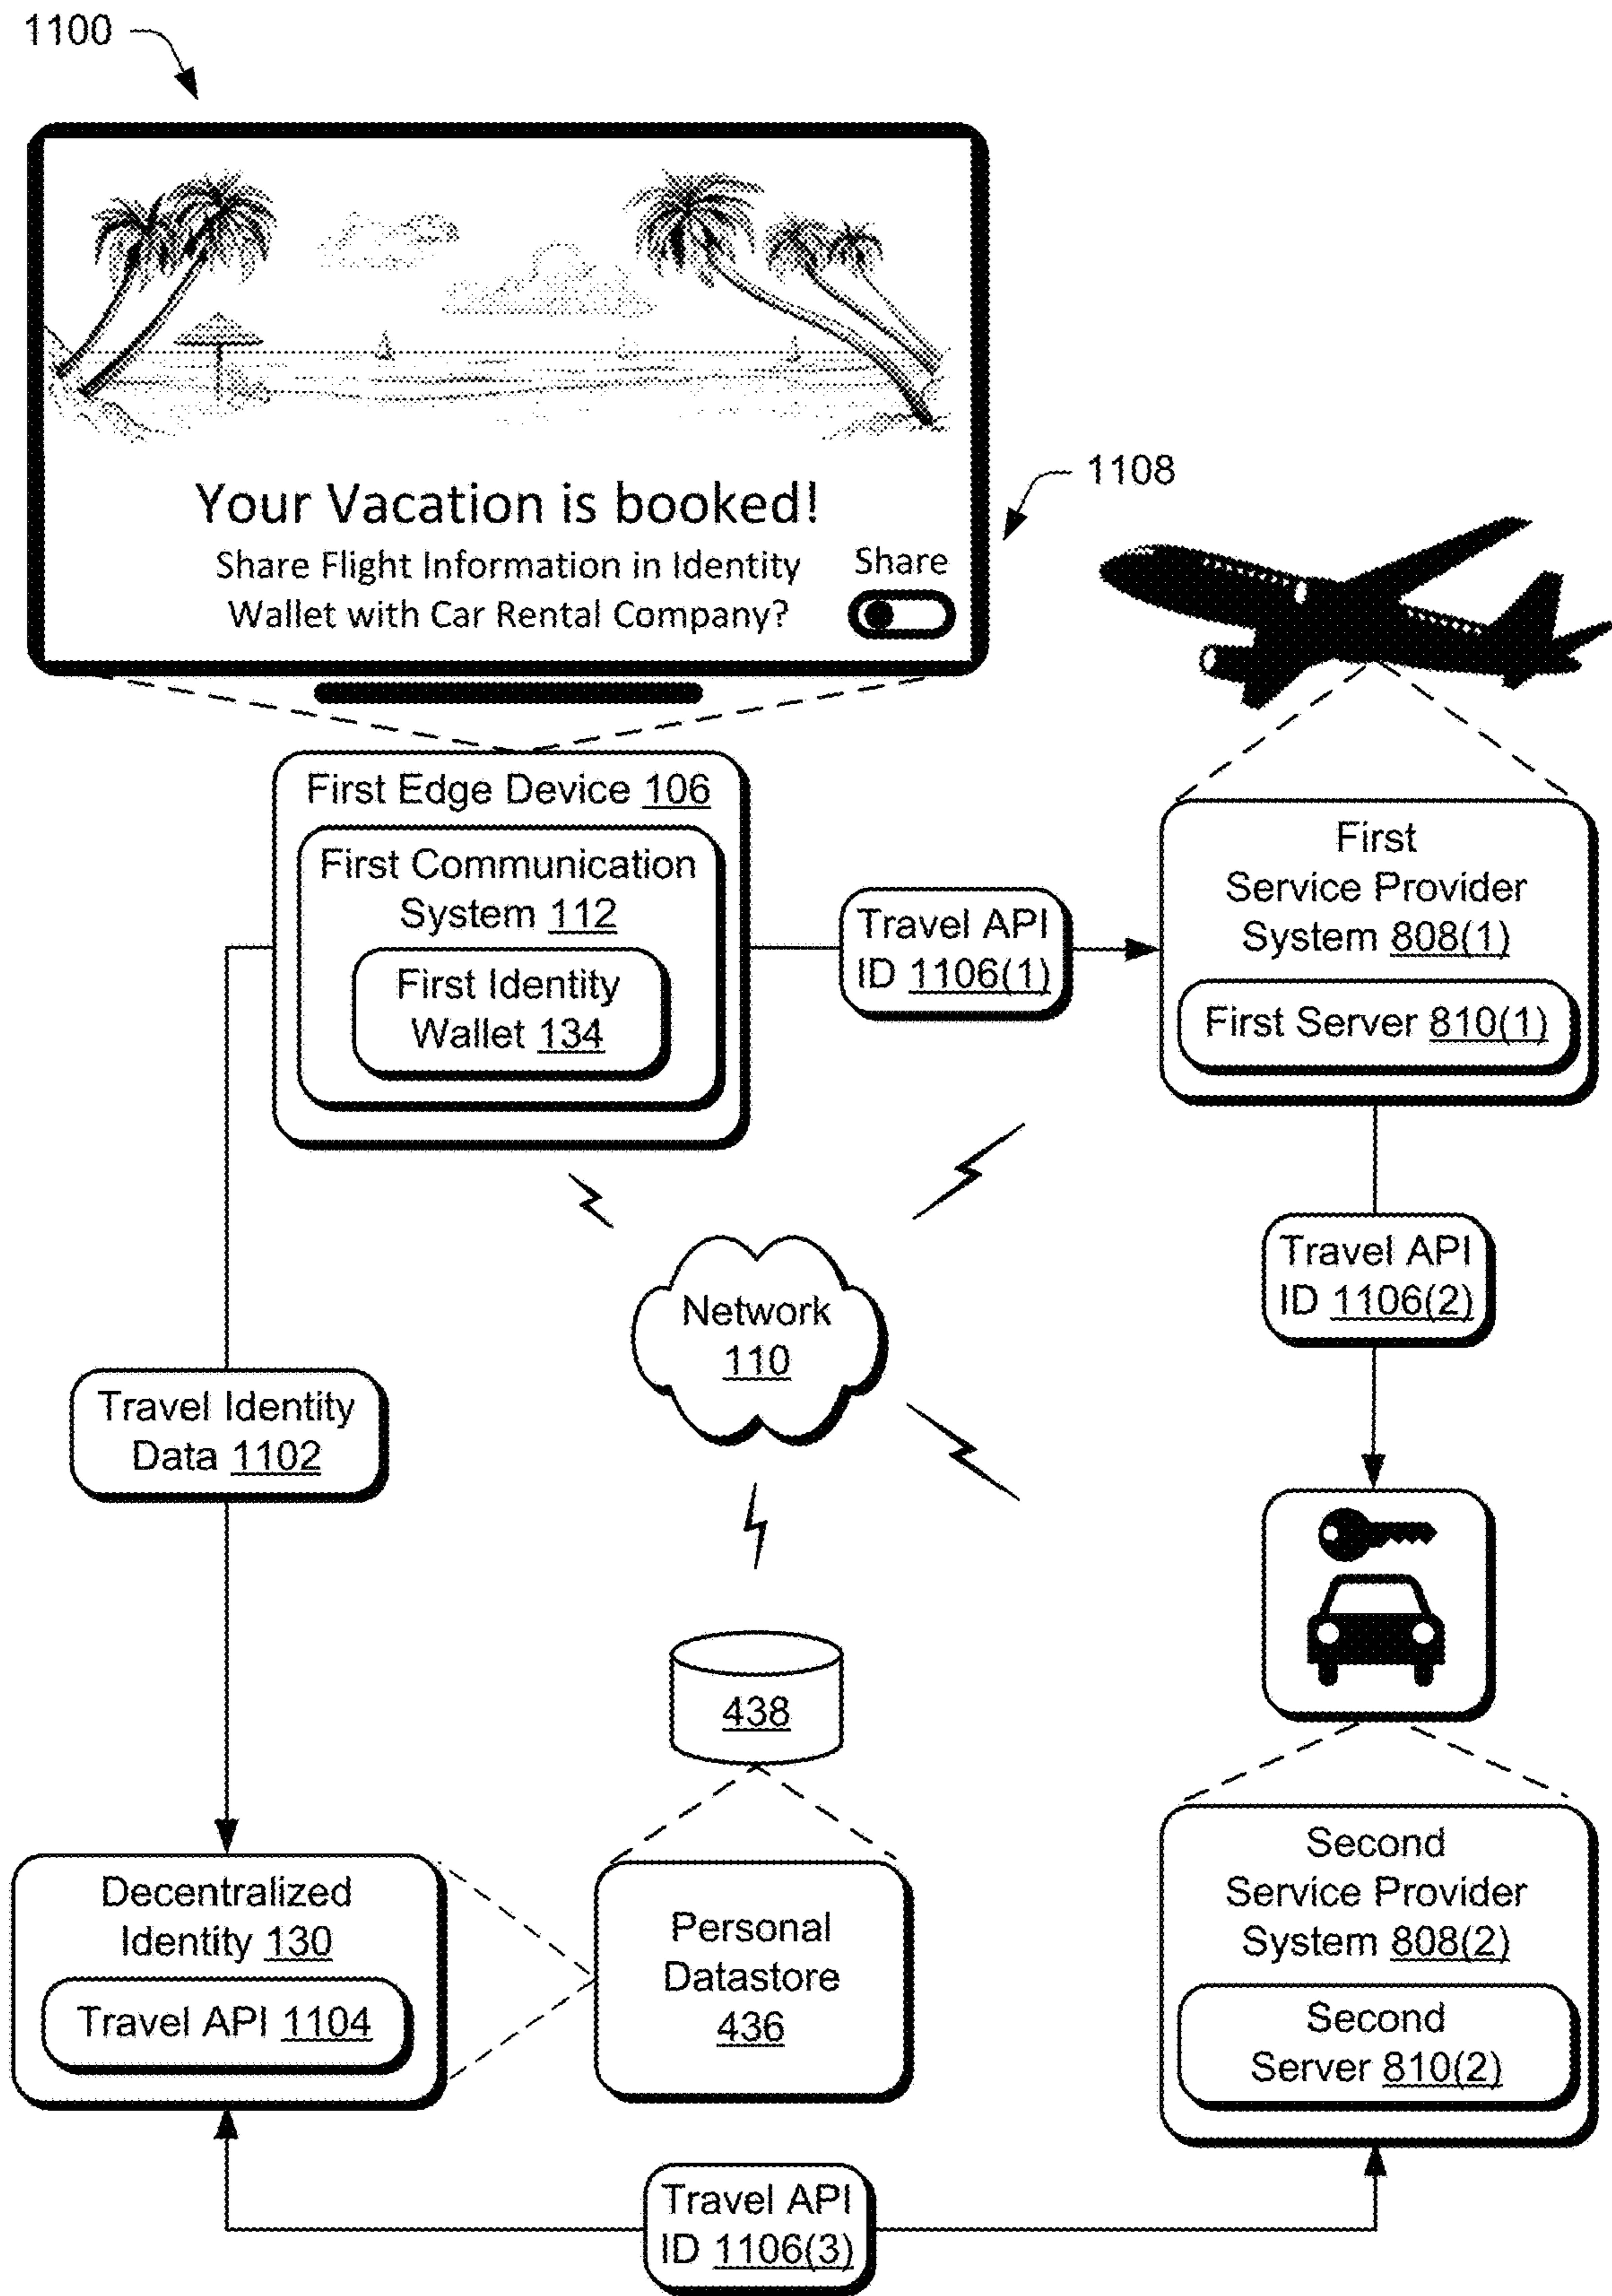 1100
Your Vacation is booked!
Share Flight Information in Identity
Wallet with Car Rental Company?
Share
1108
First Edge Device 106
First Communication
System 112
First Identity
Wallet 134
Travel API
ID 1106(1)
First
Service Provider
System 808(1)
First Server 810(1)
Travel API
ID 1106(2)
Network
110
Travel Identity
Data 1102
438
Decentralized
Identity 130
Travel API 1104
Personal
Datastore
436
Second
Service Provider
System 808(2)
Second
Server 810(2)
Travel API
ID 1106(3)